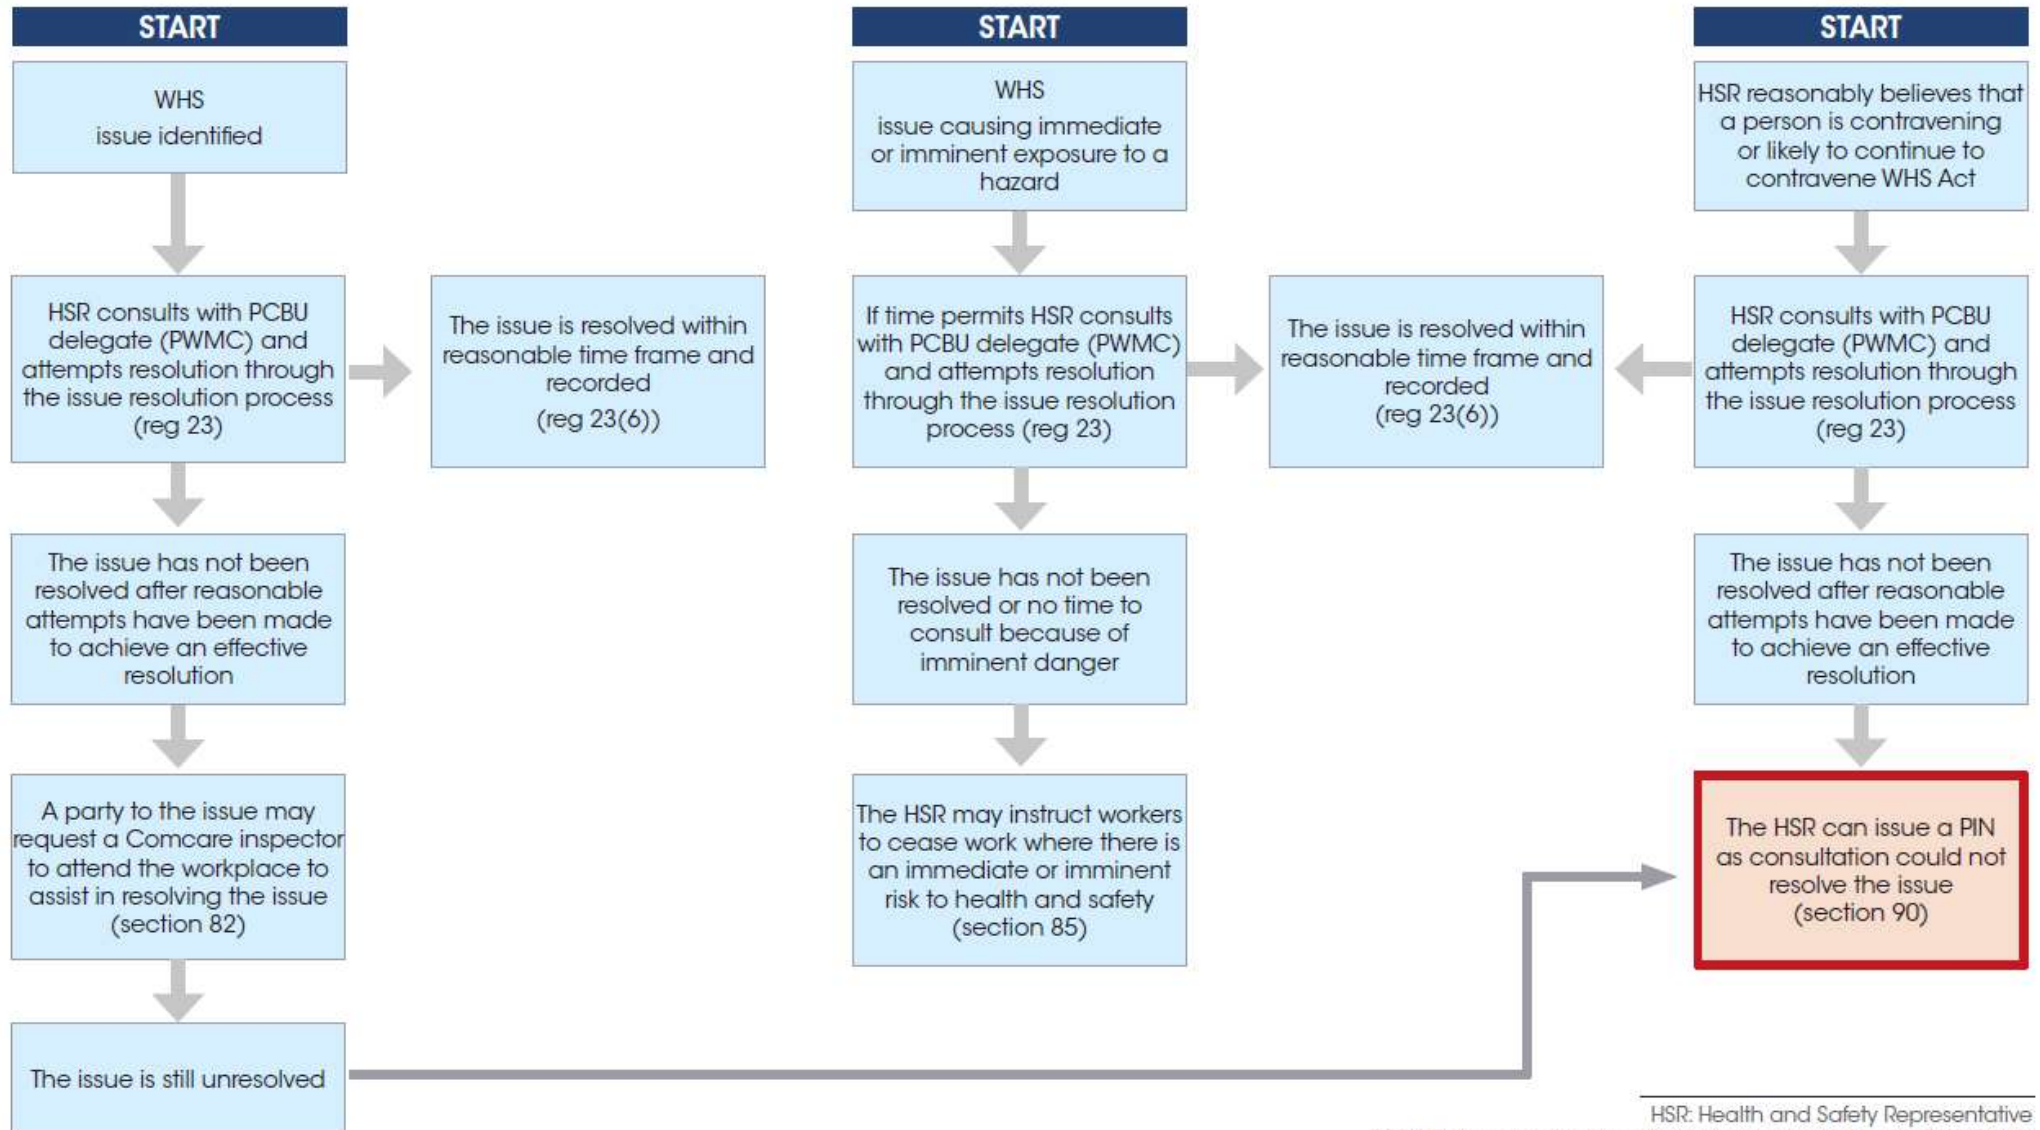 START
WHS
issue identified
HSR consults with PCBU
delegate (PWMC) and
attempts resolution through
the issue resolution process
(reg 23)
The issue is resolved within
reasonable time frame and
recorded
(reg 23(6))
The issue has not been
resolved after reasonable
attempts have been made
to achieve an effective
resolution
A party to the issue may
request a Comcare inspector
to attend the workplace to
assist in resolving the issue
(section 82)
The issue is still unresolved
START
WHS
issue causing immediate
or imminent exposure to a
hazard
If time permits HSR consults
with PCBU delegate (PWMC)
and attempts resolution
through the issue resolution
process (reg 23)
The issue is resolved within
reasonable time frame and
recorded
(reg 23(6))
The issue has not been
resolved or no time to
consult because of
imminent danger
The HSR may instruct workers
to cease work where there is
an immediate or imminent
risk to health and safety
(section 85)
START
HSR reasonably believes that
a person is contravening
or likely to continue to
contravene WHS Act
HSR consults with PCBU
delegate (PWMC) and
attempts resolution through
the issue resolution process
(reg 23)
The issue has not been
resolved after reasonable
attempts have been made
to achieve an effective
resolution
The HSR can issue a PIN
as consultation could not
resolve the issue
(section 90)
HSR: Health and Safety Representative